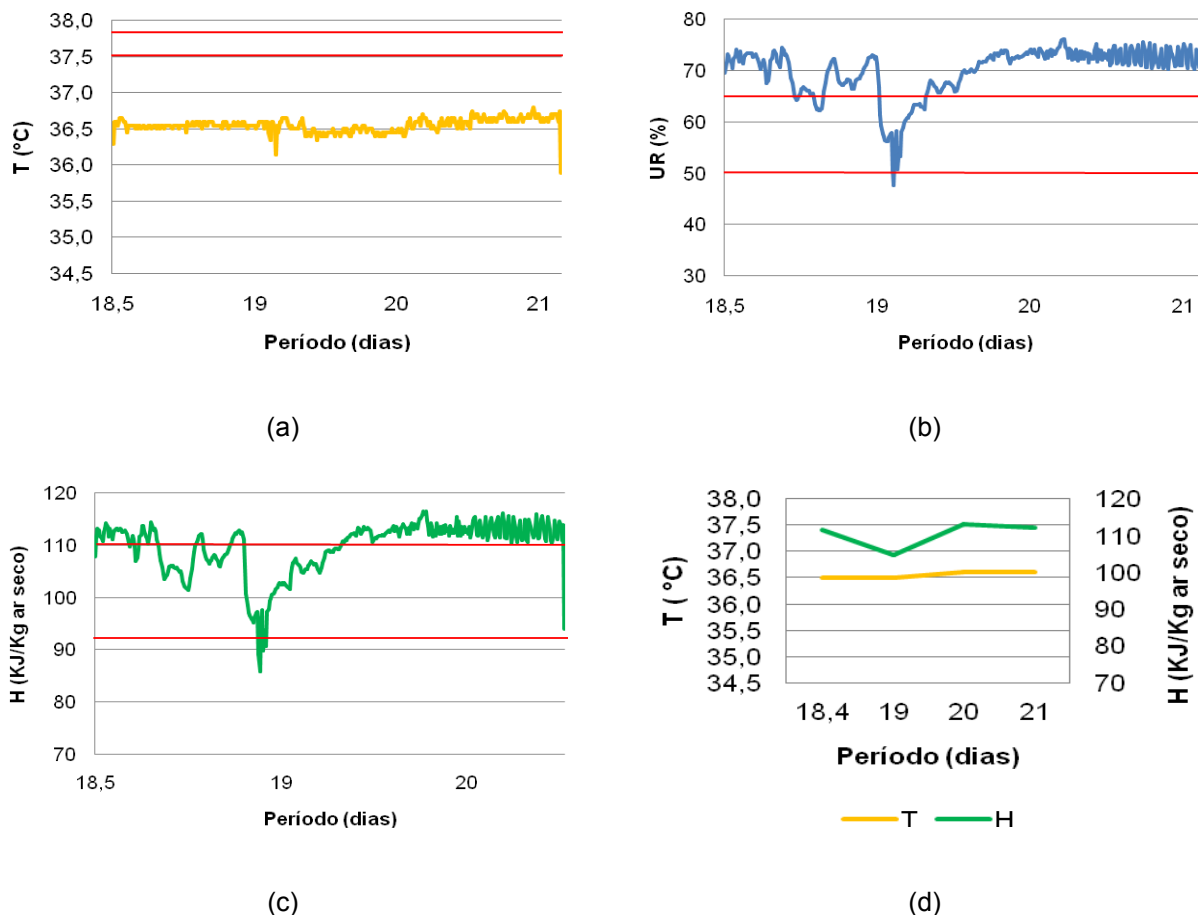 38,0
37,5
37,0
36,5
36,0
35,5
35,0
34,5
T (°C)
18,5 19 20 21
Período (dias)
(a)
80
70
60
50
40
30
UR (%)
18,5 19 20 21
Período (dias)
(b)
120
110
100
90
80
70
H (KJ/Kg ar seco)
18,5 19 20
Período (dias)
(c)
38,0 120
37,5 110
37,0
36,5 100
36,0 90
35,5 80
35,0
34,5 70
T ( °C)
H (KJ/Kg ar seco)
18,4 19 20 21
Período (dias)
T H
(d)